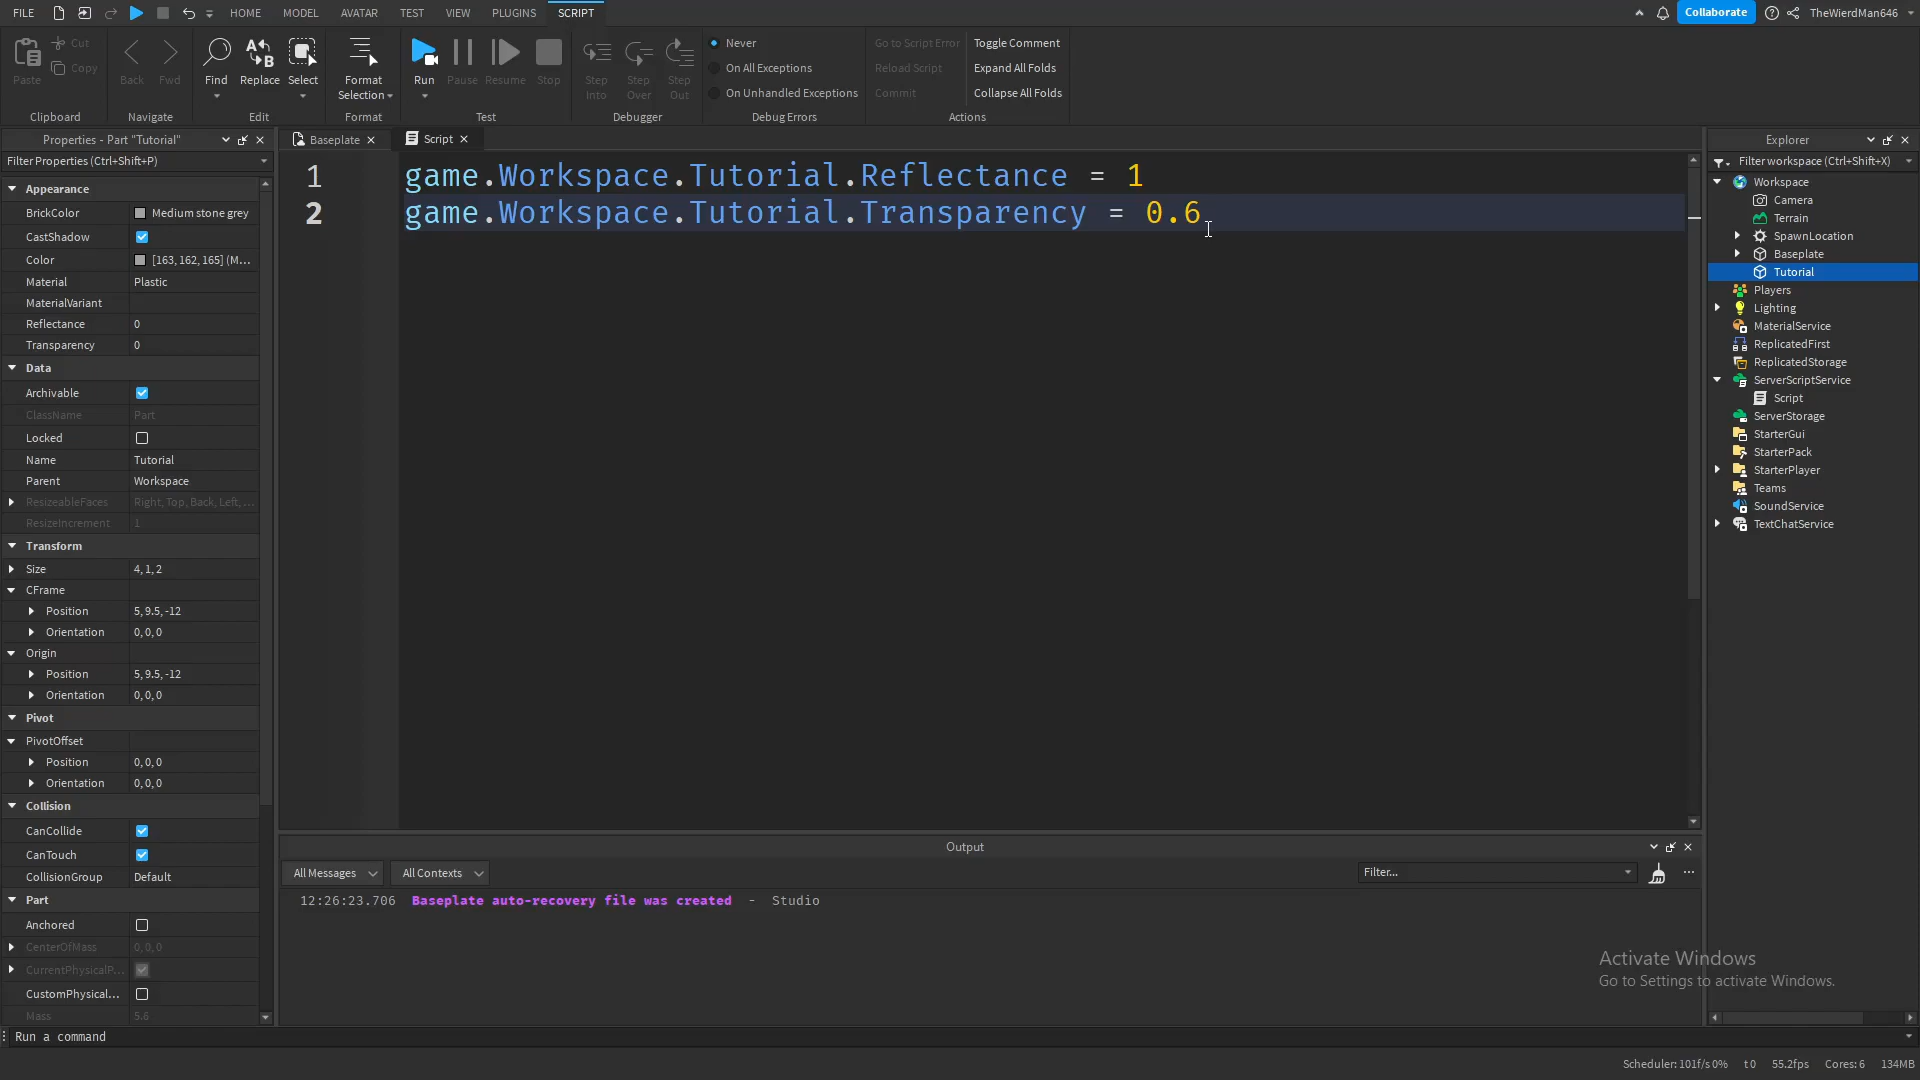 FILE HOME MODEL AVATAR TEST VIEW PLUGINS SCRIPT Collaborate TheWierdMan646
Paste Cut Copy Back Fwd Find Replace Select Format Selection Run Pause Resume Stop Step Into Step Over Step Out
Never Go to Script Error Toggle Comment
On All Exceptions Reload Script Expand All Folds
On Unhandled Exceptions Commit Collapse All Folds
Clipboard Navigate Edit Format Test Debugger Debug Errors Actions
Properties - Part "Tutorial"
Filter Properties (Ctrl+Shift+P)
Appearance
BrickColor Medium stone grey
CastShadow
Color [163, 162, 165] (M...
Material Plastic
MaterialVariant
Reflectance 0
Transparency 0
Data
Archivable
ClassName Part
Locked
Name Tutorial
Parent Workspace
ResizeableFaces Right, Top, Back, Left, ...
ResizeIncrement 1
Transform
Size 4, 1, 2
CFrame
Position 5, 9.5, -12
Orientation 0, 0, 0
Origin
Position 5, 9.5, -12
Orientation 0, 0, 0
Pivot
PivotOffset
Position 0, 0, 0
Orientation 0, 0, 0
Collision
CanCollide
CanTouch
CollisionGroup Default
Part
Anchored
CenterOfMass 0, 0, 0
CurrentPhysicalP...
CustomPhysical...
Mass 5.6
Baseplate Script
1 game.Workspace.Tutorial.Reflectance = 1
2 game.Workspace.Tutorial.Transparency = 0.6
Output
All Messages All Contexts Filter...
12:26:23.706 Baseplate auto-recovery file was created - Studio
Explorer
Filter workspace (Ctrl+Shift+X)
Workspace
Camera
Terrain
SpawnLocation
Baseplate
Tutorial
Players
Lighting
MaterialService
ReplicatedFirst
ReplicatedStorage
ServerScriptService
Script
ServerStorage
StarterGui
StarterPack
StarterPlayer
Teams
SoundService
TextChatService
Activate Windows
Go to Settings to activate Windows.
Run a command
Scheduler: 101f/s 0% t 0 55.2fps Cores: 6 134MB